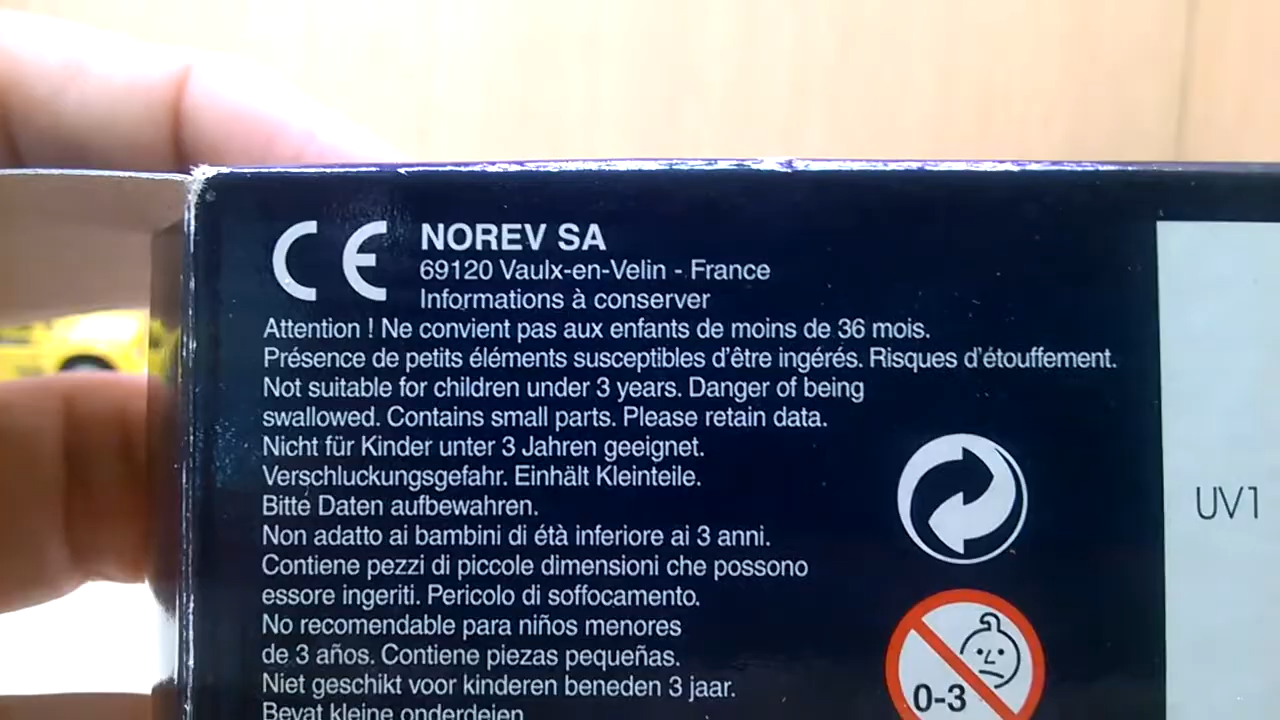 CE
NOREV SA
69120 Vaulx-en-Velin - France
Informations à conserver
Attention ! Ne convient pas aux enfants de moins de 36 mois.
Présence de petits éléments susceptibles d'être ingérés. Risques d'étouffement.
Not suitable for children under 3 years. Danger of being
swallowed. Contains small parts. Please retain data.
Nicht für Kinder unter 3 Jahren geeignet.
Verschluckungsgefahr. Einhält Kleinteile.
Bitte Daten aufbewahren.
Non adatto ai bambini di étà inferiore ai 3 anni.
Contiene pezzi di piccole dimensioni che possono
essore ingeriti. Pericolo di soffocamento.
No recomendable para niños menores
de 3 años. Contiene piezas pequeñas.
Niet geschikt voor kinderen beneden 3 jaar.
Bevat kleine onderdelen
0-3
UV1